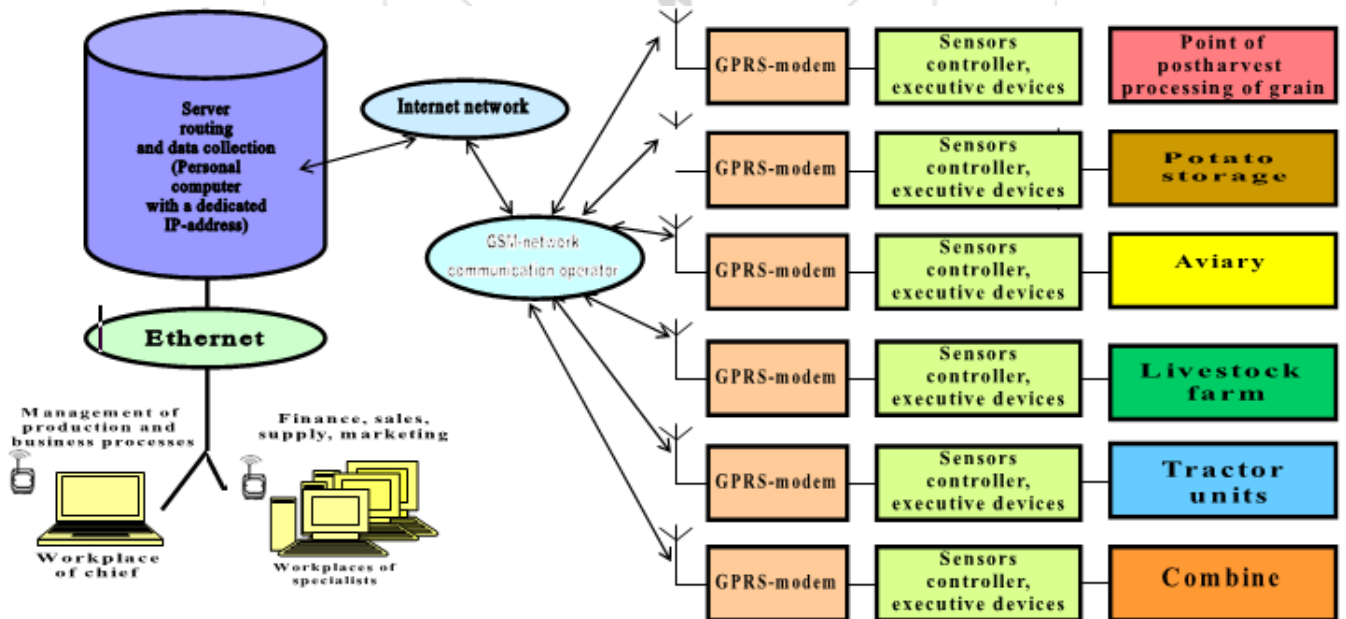 Server
routing
and data collection
(Personal
computer
with a dedicated
IP-address)
Internet network
GSM-network
communication operator
Ethernet
Management of
production and
business processes
Finance, sales,
supply, marketing
Workplace
of chief
Workplaces of
specialists
GPRS-modem
Sensors
controller,
executive devices
Point of
postharvest
processing of grain
GPRS-modem
Sensors
controller,
executive devices
Potato
storage
GPRS-modem
Sensors
controller,
executive devices
Aviary
GPRS-modem
Sensors
controller,
executive devices
Livestock
farm
GPRS-modem
Sensors
controller,
executive devices
Tractor
units
GPRS-modem
Sensors
controller,
executive devices
Combine